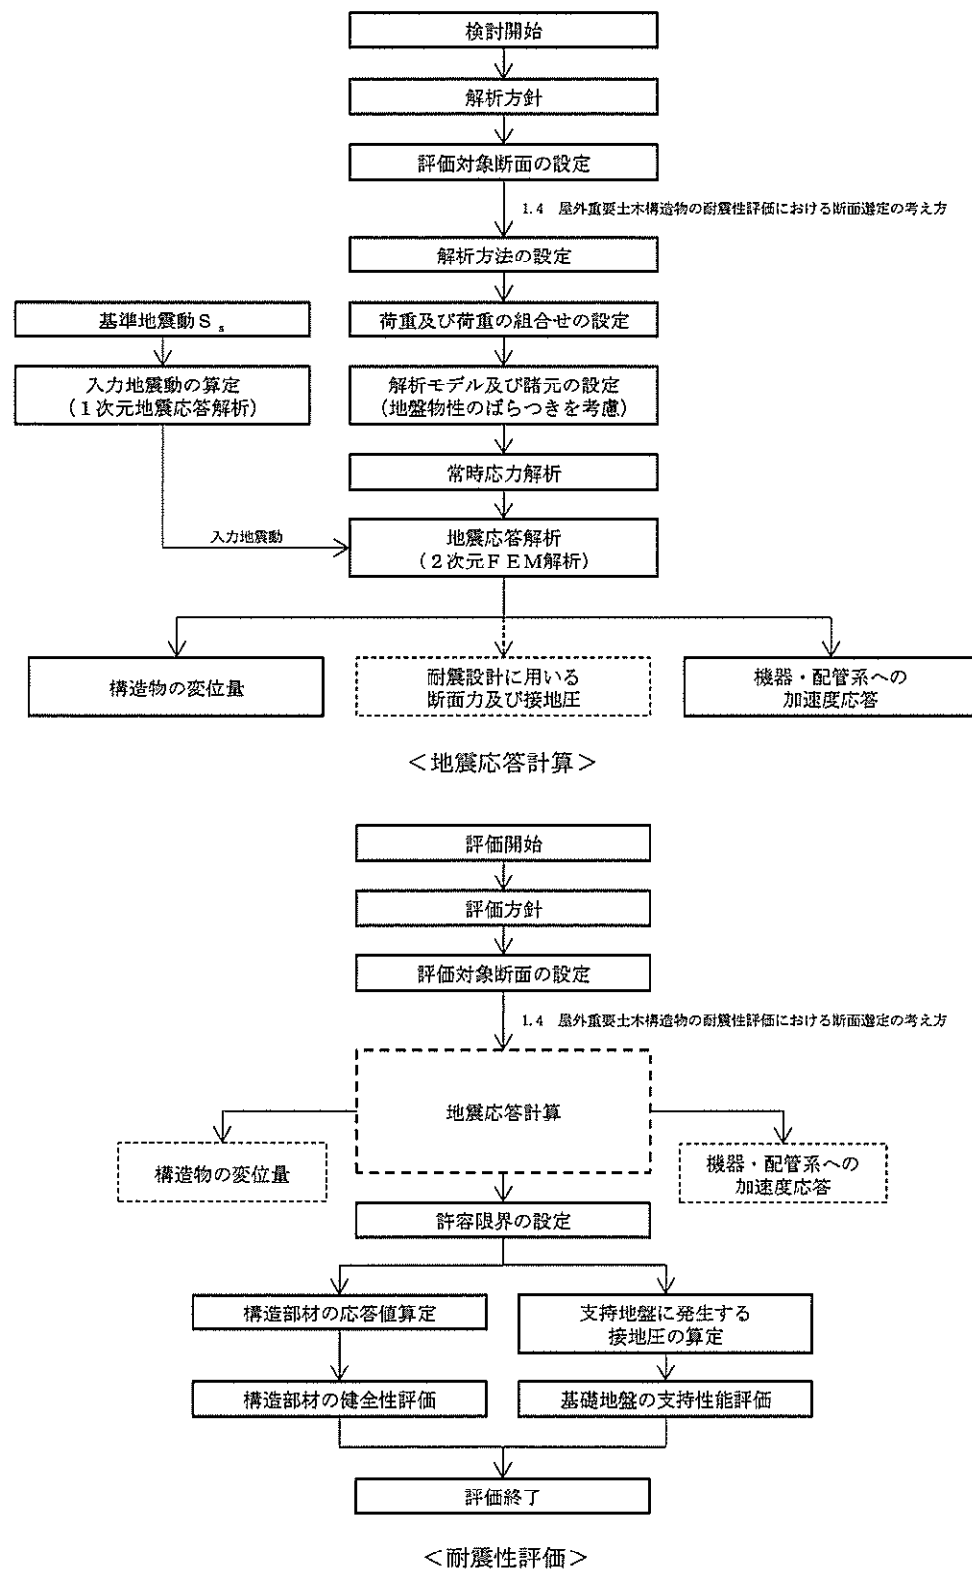 検討開始
解析方針
評価対象断面の設定
1.4 屋外重要土木構造物の耐震性評価における断面選定の考え方
解析方法の設定
基準地震動Ｓｓ
荷重及び荷重の組合せの設定
入力地震動の算定
（１次元地震応答解析）
解析モデル及び諸元の設定
（地盤物性のばらつきを考慮）
常時応力解析
入力地震動
地震応答解析
（２次元ＦＥＭ解析）
構造物の変位量
耐震設計に用いる
断面力及び接地圧
機器・配管系への
加速度応答
＜地震応答計算＞
評価開始
評価方針
評価対象断面の設定
1.4 屋外重要土木構造物の耐震性評価における断面選定の考え方
地震応答計算
構造物の変位量
機器・配管系への
加速度応答
許容限界の設定
構造部材の応答値算定
支持地盤に発生する
接地圧の算定
構造部材の健全性評価
基礎地盤の支持性能評価
評価終了
＜耐震性評価＞